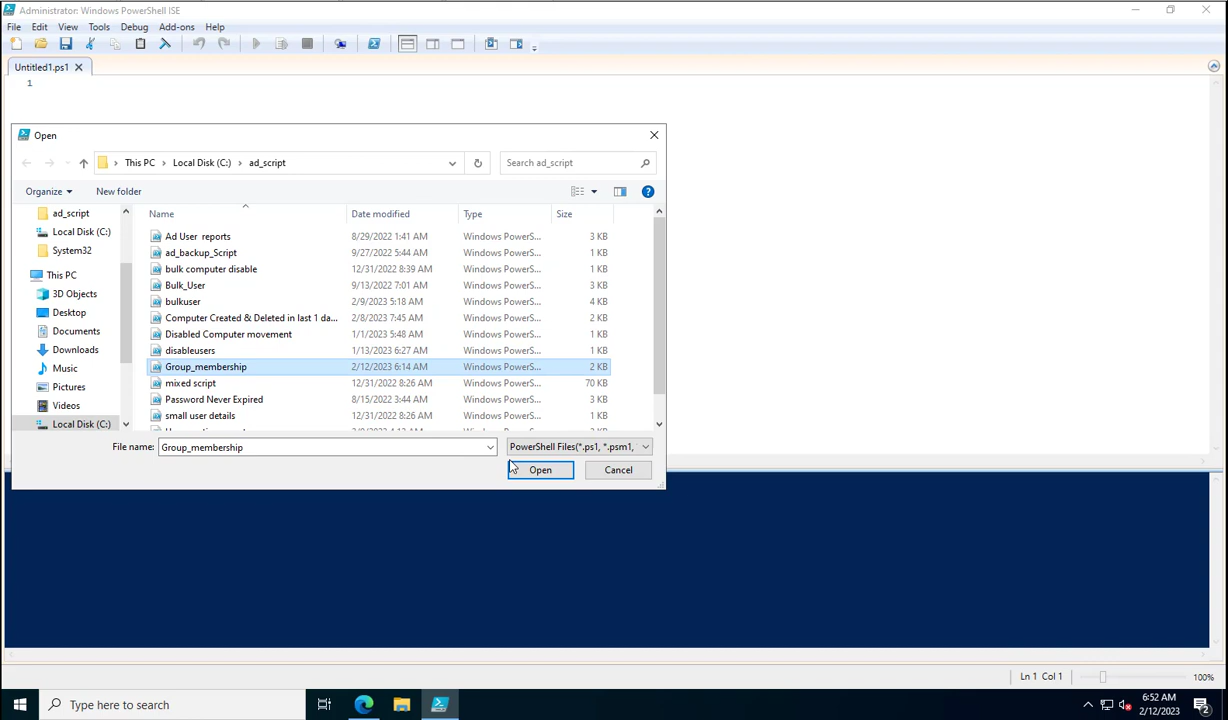 Administrator: Windows PowerShell ISE
File Edit View Tools Debug Add-ons Help
Untitled1.ps1
1
Open
This PC > Local Disk (C:) > ad_script
Search ad_script
Organize New folder
Name Date modified Type Size
ad_script
Local Disk (C:)
System32
This PC
3D Objects
Desktop
Documents
Downloads
Music
Pictures
Videos
Local Disk (C:)
Ad User reports 8/29/2022 1:41 AM Windows PowerS... 3 KB
ad_backup_Script 9/27/2022 5:44 AM Windows PowerS... 1 KB
bulk computer disable 12/31/2022 8:39 AM Windows PowerS... 1 KB
Bulk_User 9/13/2022 7:01 AM Windows PowerS... 3 KB
bulkuser 2/9/2023 5:18 AM Windows PowerS... 4 KB
Computer Created & Deleted in last 1 da... 2/8/2023 7:45 AM Windows PowerS... 2 KB
Disabled Computer movement 1/1/2023 5:48 AM Windows PowerS... 1 KB
disableusers 1/13/2023 6:27 AM Windows PowerS... 1 KB
Group_membership 2/12/2023 6:14 AM Windows PowerS... 2 KB
mixed script 12/31/2022 8:26 AM Windows PowerS... 70 KB
Password Never Expired 8/15/2022 3:44 AM Windows PowerS... 3 KB
small user details 12/31/2022 8:26 AM Windows PowerS... 1 KB
File name: Group_membership PowerShell Files(*.ps1, *.psm1,
Open Cancel
Ln 1 Col 1 100%
Type here to search
6:52 AM
2/12/2023
2